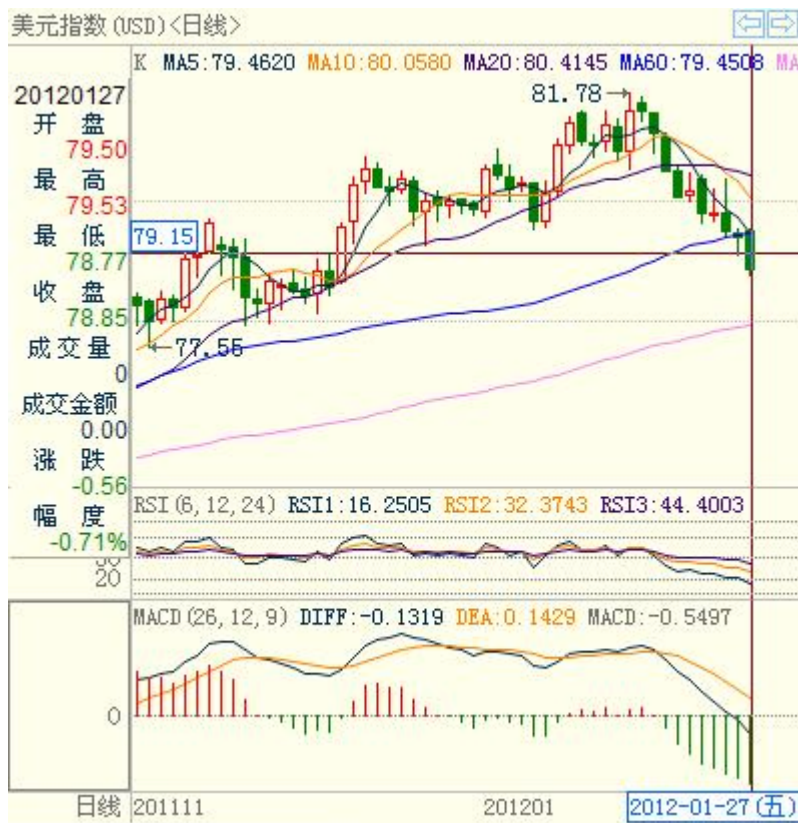 美元指数(USD)<日线>
K MA5:79.4620 MA10:80.0580 MA20:80.4145 MA60:79.4508 MA
20120127
开 盘
79.50
最 高
79.53
最 低
78.77
收 盘
78.85
成交量
0
成交金额
0.00
涨 跌
-0.56
幅 度
-0.71%
81.78
79.15
77.55
RSI(6,12,24) RSI1:16.2505 RSI2:32.3743 RSI3:44.4003
20
MACD(26,12,9) DIFF:-0.1319 DEA:0.1429 MACD:-0.5497
0
日线 201111 201201 2012-01-27(五)